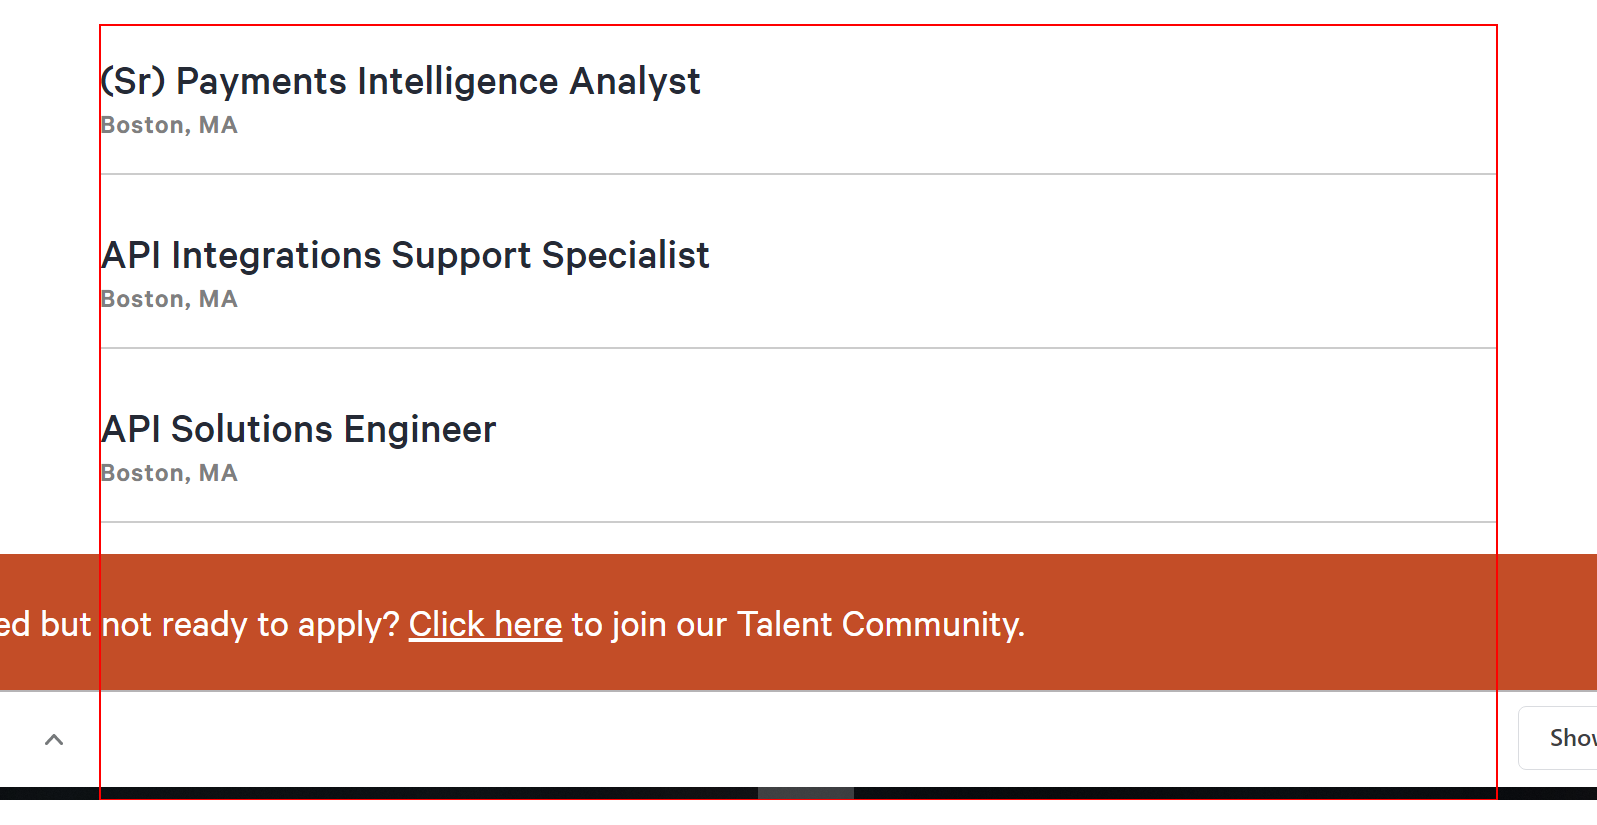 (Sr) Payments Intelligence Analyst
Boston, MA
API Integrations Support Specialist
Boston, MA
API Solutions Engineer
Boston, MA
ed but not ready to apply? Click here to join our Talent Community.
Show